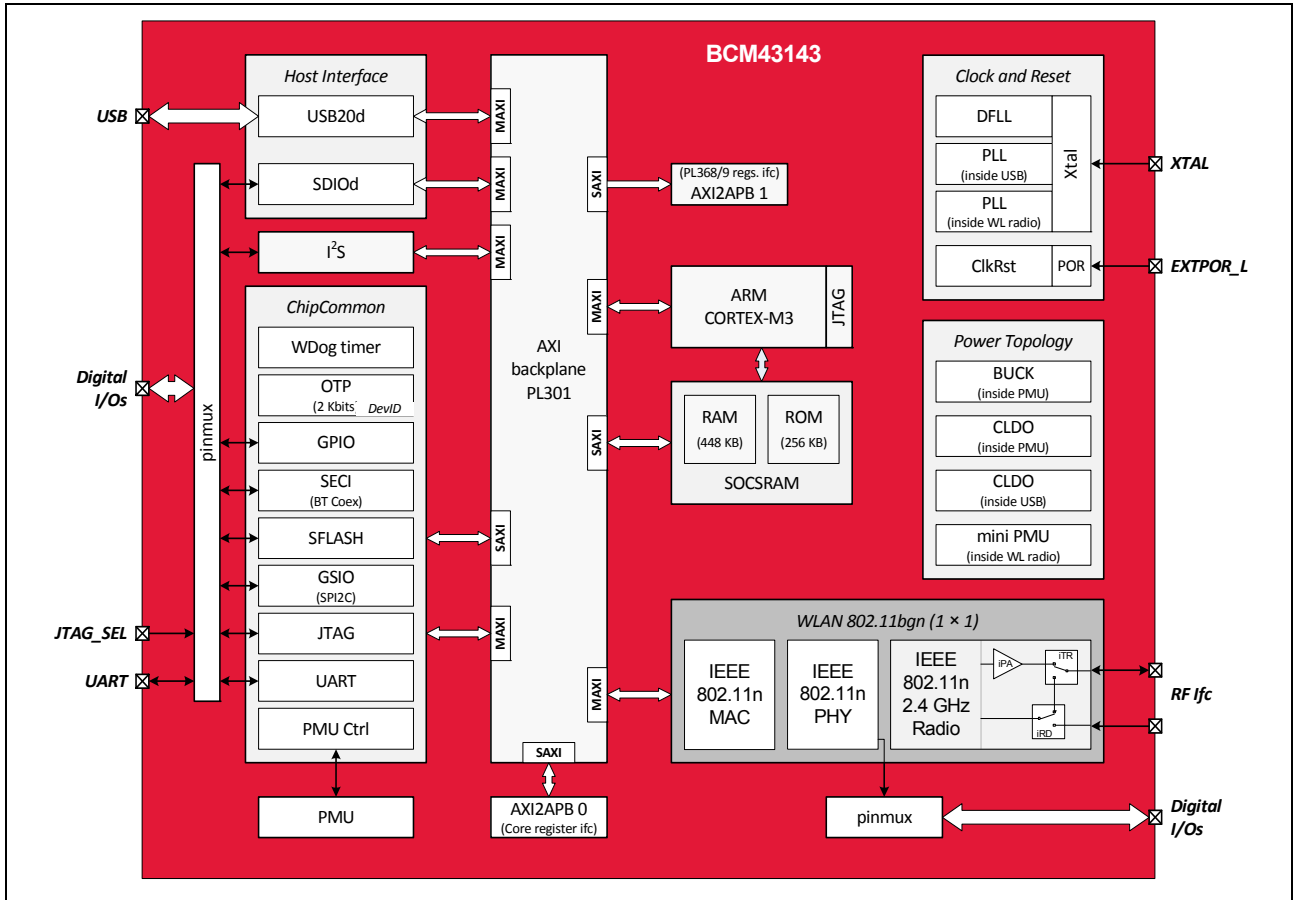 BCM43143
Host Interface
USB20d
SDIOd
I²S
ChipCommon
WDog timer
OTP
(2 Kbits) DevID
GPIO
SECI
(BT Coex)
SFLASH
GSIO
(SPI2C)
JTAG
UART
PMU Ctrl
PMU
USB
Digital
I/Os
JTAG_SEL
UART
pinmux
MAXI
MAXI
MAXI
SAXI
MAXI
SAXI
MAXI
SAXI
MAXI
SAXI
AXI
backplane
PL301
AXI2APB 0
(Core register ifc)
(PL368/9 regs. ifc)
AXI2APB 1
ARM
CORTEX-M3
JTAG
RAM
(448 KB)
ROM
(256 KB)
SOCSRAM
Clock and Reset
DFLL
PLL
(inside USB)
PLL
(inside WL radio)
Xtal
ClkRst
POR
XTAL
EXTPOR_L
Power Topology
BUCK
(inside PMU)
CLDO
(inside PMU)
CLDO
(inside USB)
mini PMU
(inside WL radio)
WLAN 802.11bgn (1 × 1)
IEEE
802.11n
MAC
IEEE
802.11n
PHY
IEEE
802.11n
2.4 GHz
Radio
iPA
iTR
iRD
RF Ifc
pinmux
Digital
I/Os